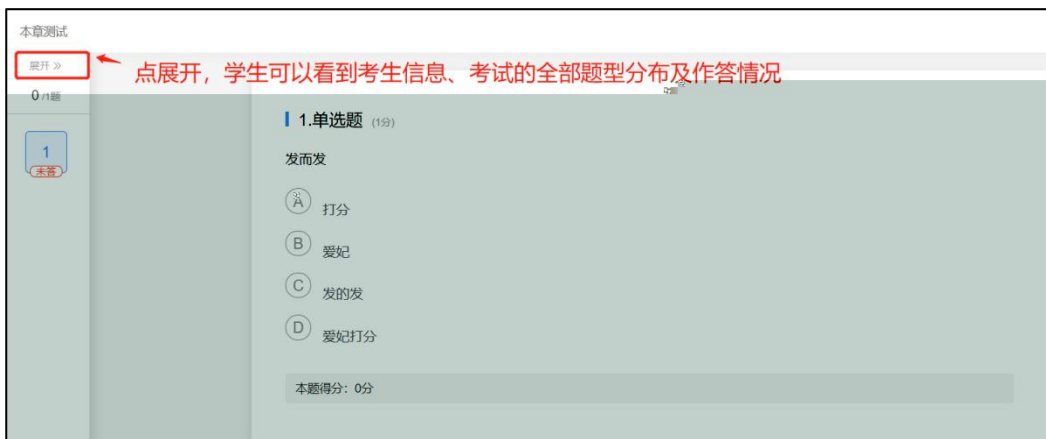 本章测试
展开 »
点展开，学生可以看到考生信息、考试的全部题型分布及作答情况
0 /1题
1
未答
1.单选题 (1分)
发而发
A 打分
B 爱妃
C 发的发
D 爱妃打分
本题得分：0分